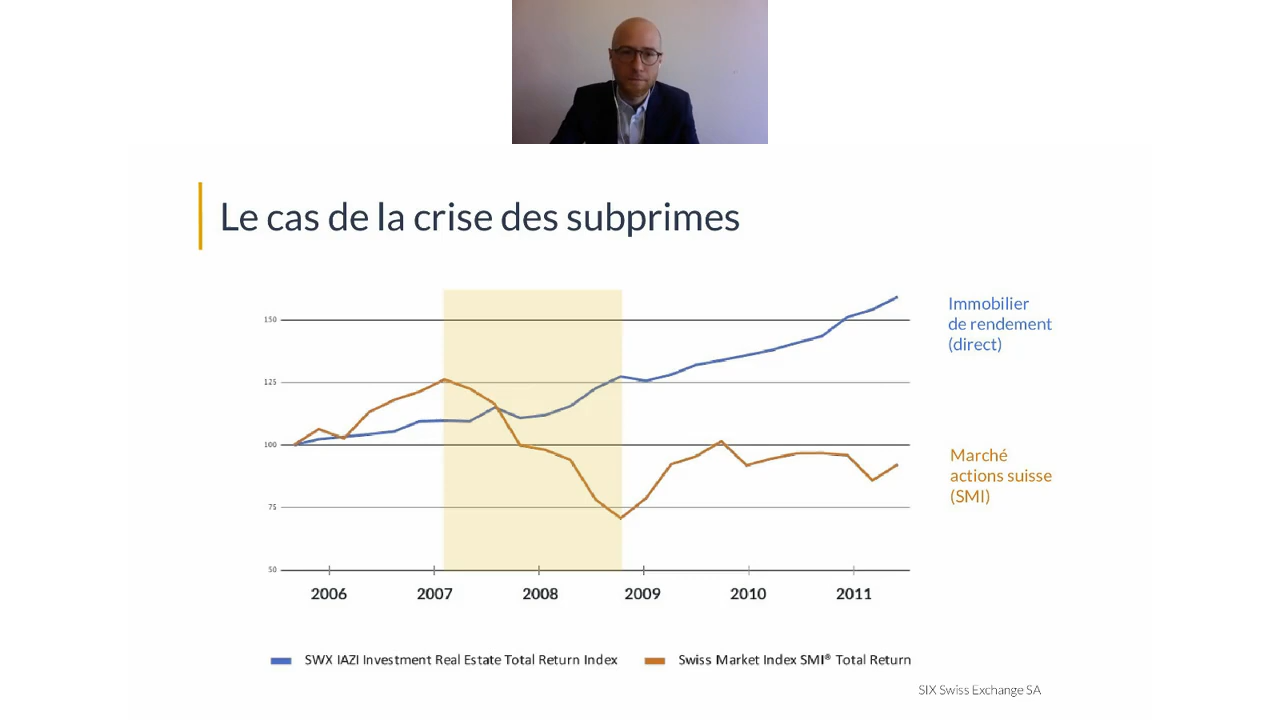 Le cas de la crise des subprimes
Immobilier
de rendement
(direct)
150
125
100
Marché
actions suisse
(SMI)
75
50
2006 2007 2008 2009 2010 2011
SWX IAZI Investment Real Estate Total Return Index Swiss Market Index SMI® Total Return
SIX Swiss Exchange SA